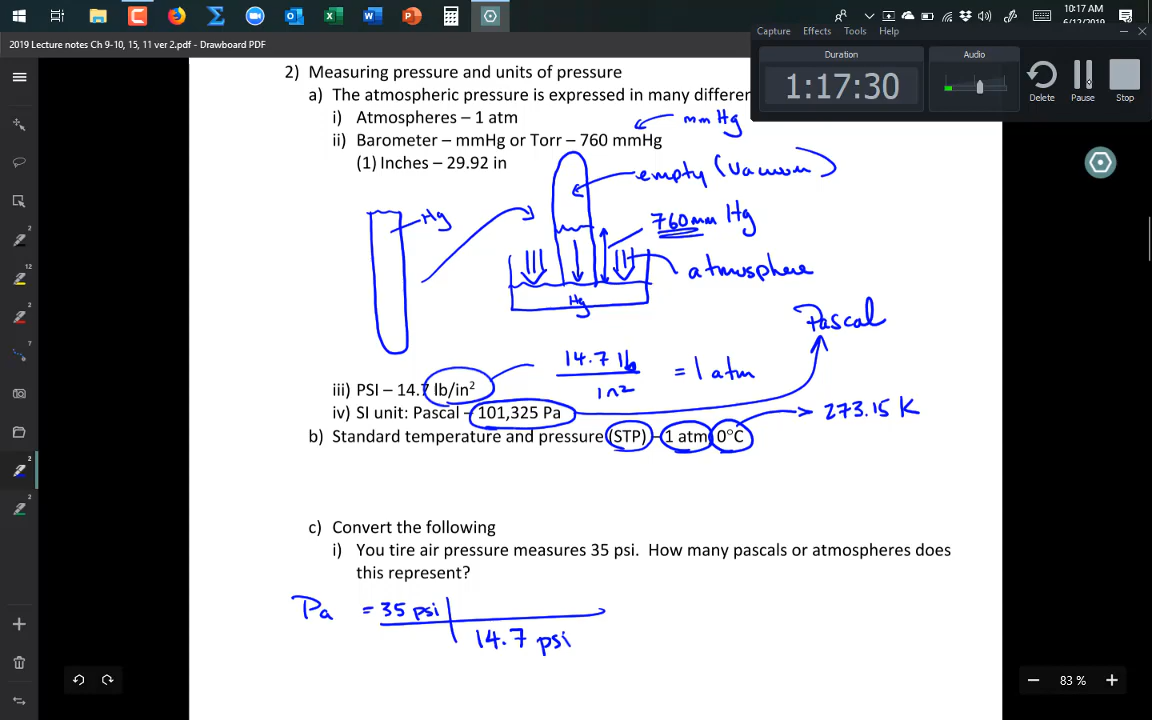 10:17 AM
6/12/2019
2019 Lecture notes Ch 9-10, 15, 11 ver 2.pdf - Drawboard PDF
Capture Effects Tools Help
Duration
1:17:30
Audio
Delete Pause Stop
2) Measuring pressure and units of pressure
a) The atmospheric pressure is expressed in many differen
i) Atmospheres – 1 atm
mm Hg
ii) Barometer – mmHg or Torr – 760 mmHg
(1) Inches – 29.92 in
empty (vacuum)
Hg
760mm Hg
atmosphere
Hg
Pascal
14.7 lb
in²
= 1 atm
iii) PSI – 14.7 lb/in²
iv) SI unit: Pascal – 101,325 Pa
273.15 K
b) Standard temperature and pressure (STP) – 1 atm 0°C
c) Convert the following
i) You tire air pressure measures 35 psi. How many pascals or atmospheres does
this represent?
Pa = 35 psi
14.7 psi
83 %